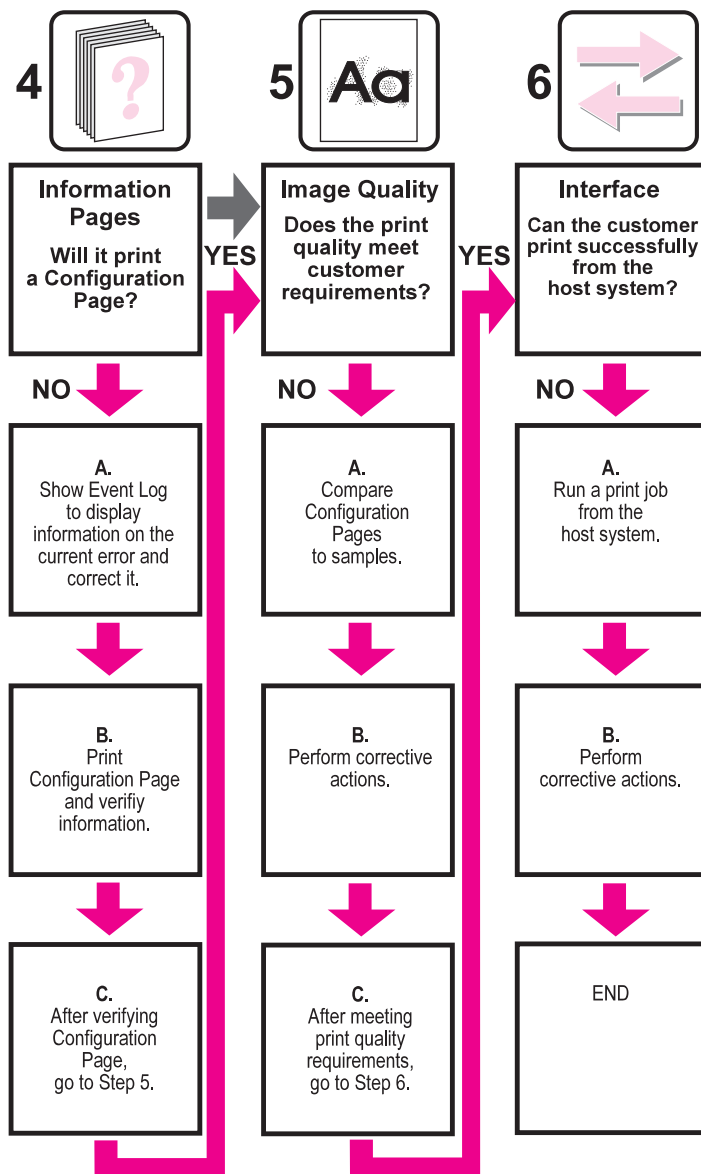 4
?
Information
Pages
Will it print
a Configuration
Page?
YES
NO
A.
Show Event Log
to display
information on the
current error and
correct it.
B.
Print
Configuration Page
and verifiy
information.
C.
After verifying
Configuration
Page,
go to Step 5.
5
Aa
Image Quality
Does the print
quality meet
customer
requirements?
YES
NO
A.
Compare
Configuration
Pages
to samples.
B.
Perform corrective
actions.
C.
After meeting
print quality
requirements,
go to Step 6.
6
Interface
Can the customer
print successfully
from the
host system?
NO
A.
Run a print job
from the
host system.
B.
Perform
corrective actions.
END